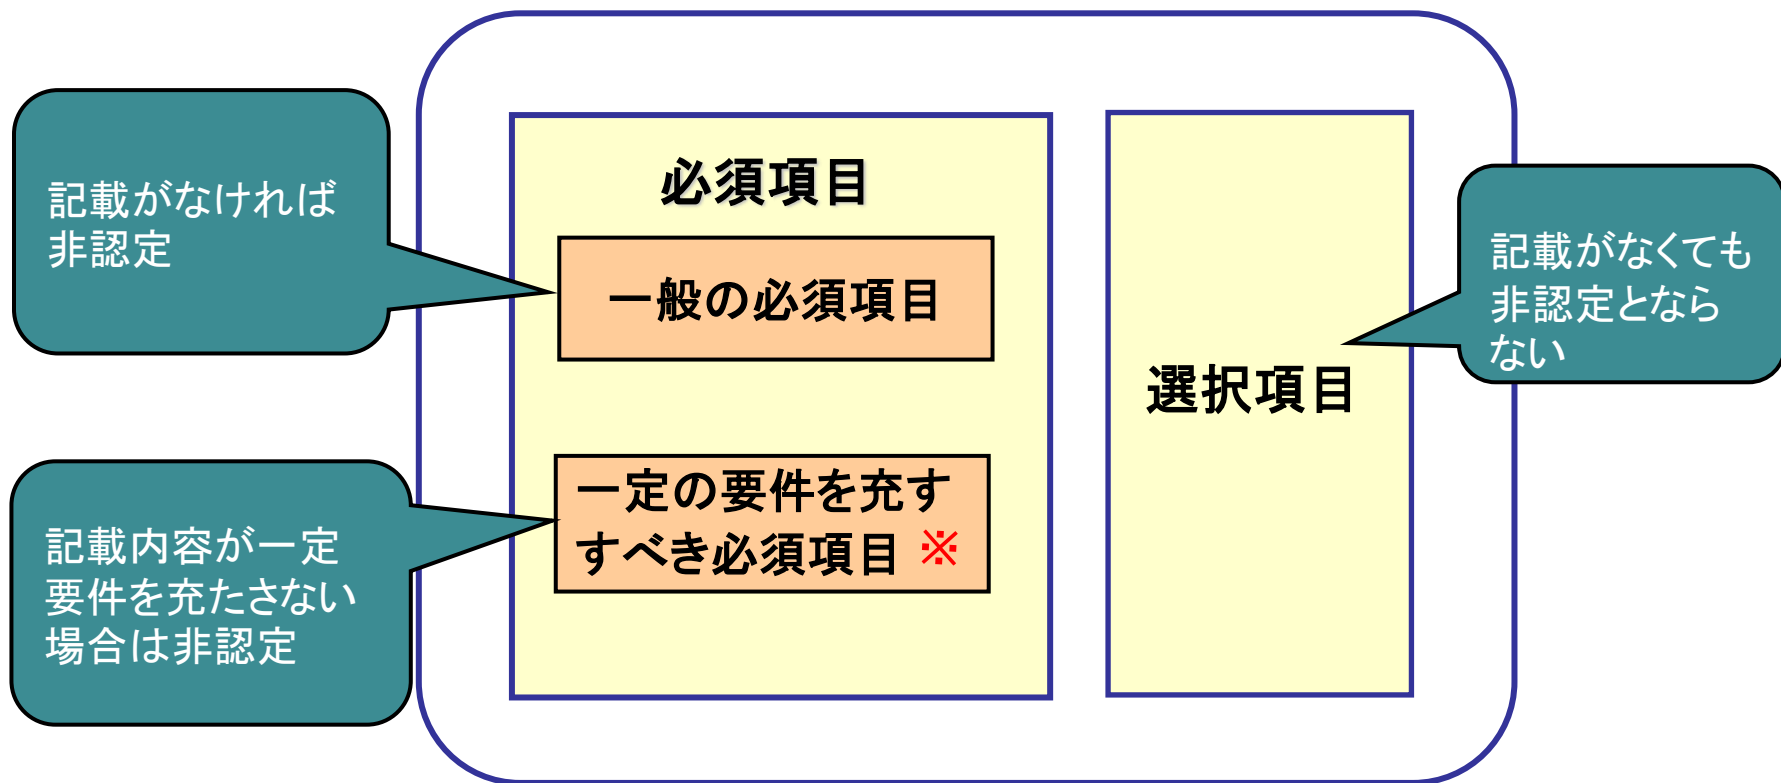 記載がなければ
非認定
必須項目
一般の必須項目
一定の要件を充す
すべき必須項目 ※
記載内容が一定
要件を充たさない
場合は非認定
選択項目
記載がなくても
非認定となら
ない